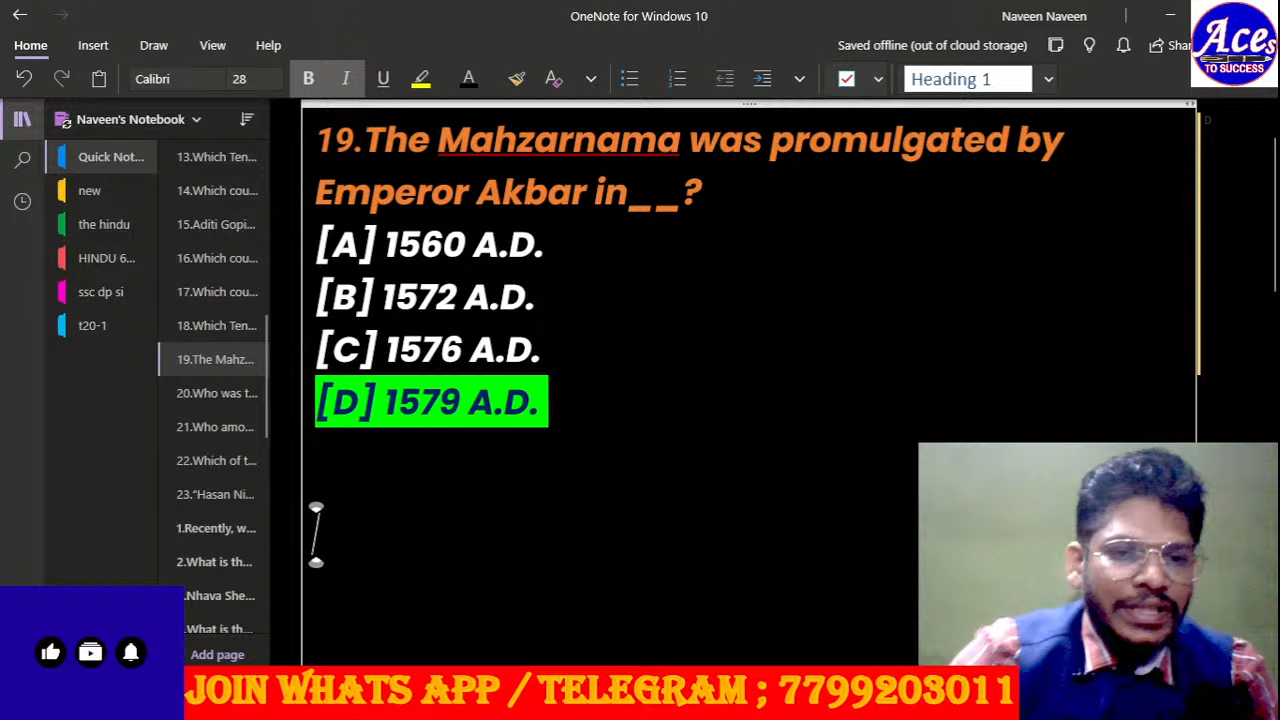 OneNote for Windows 10
Naveen Naveen
Home
Insert
Draw
View
Help
Saved offline (out of cloud storage)
Shar
Aces
TO SUCCESS
Calibri
28
B
I
U
A
A
Heading 1
Naveen's Notebook
Quick Not...
new
the hindu
HINDU 6...
ssc dp si
t20-1
13.Which Ten...
14.Which cou...
15.Aditi Gopi...
16.Which cou...
17.Which cou...
18.Which Ten...
19.The Mahz...
20.Who was t...
21.Who amo...
22.Which of t...
23."Hasan Ni...
1.Recently, w...
2.What is th...
.Nhava She...
.What is th...
Add page
19.The Mahzarnama was promulgated by
Emperor Akbar in__?
[A] 1560 A.D.
[B] 1572 A.D.
[C] 1576 A.D.
[D] 1579 A.D.
D
JOIN WHATS APP / TELEGRAM ; 7799203011